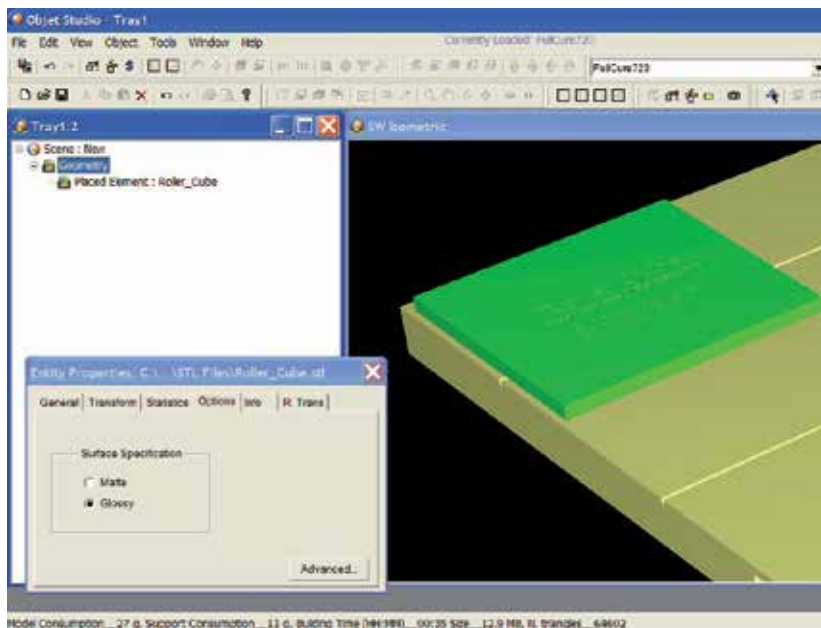 Objet Studio - Tray1
File Edit View Object Tools Window Help
Currently Loaded: FullCure720
FullCure720
Tray1:2
SW Isometric
Scene : New
Geometry
Placed Element : Roller_Cube
Entity Properties: C:\...\STL Files\Roller_Cube.stl
General Transform Statistics Options Info R. Trans
Surface Specification
Matte
Glossy
Advanced...
Model Consumption 27 g, Support Consumption 11 g, Building Time (HH:MM) 00:35 Size 12.9 MB, triangles 64602